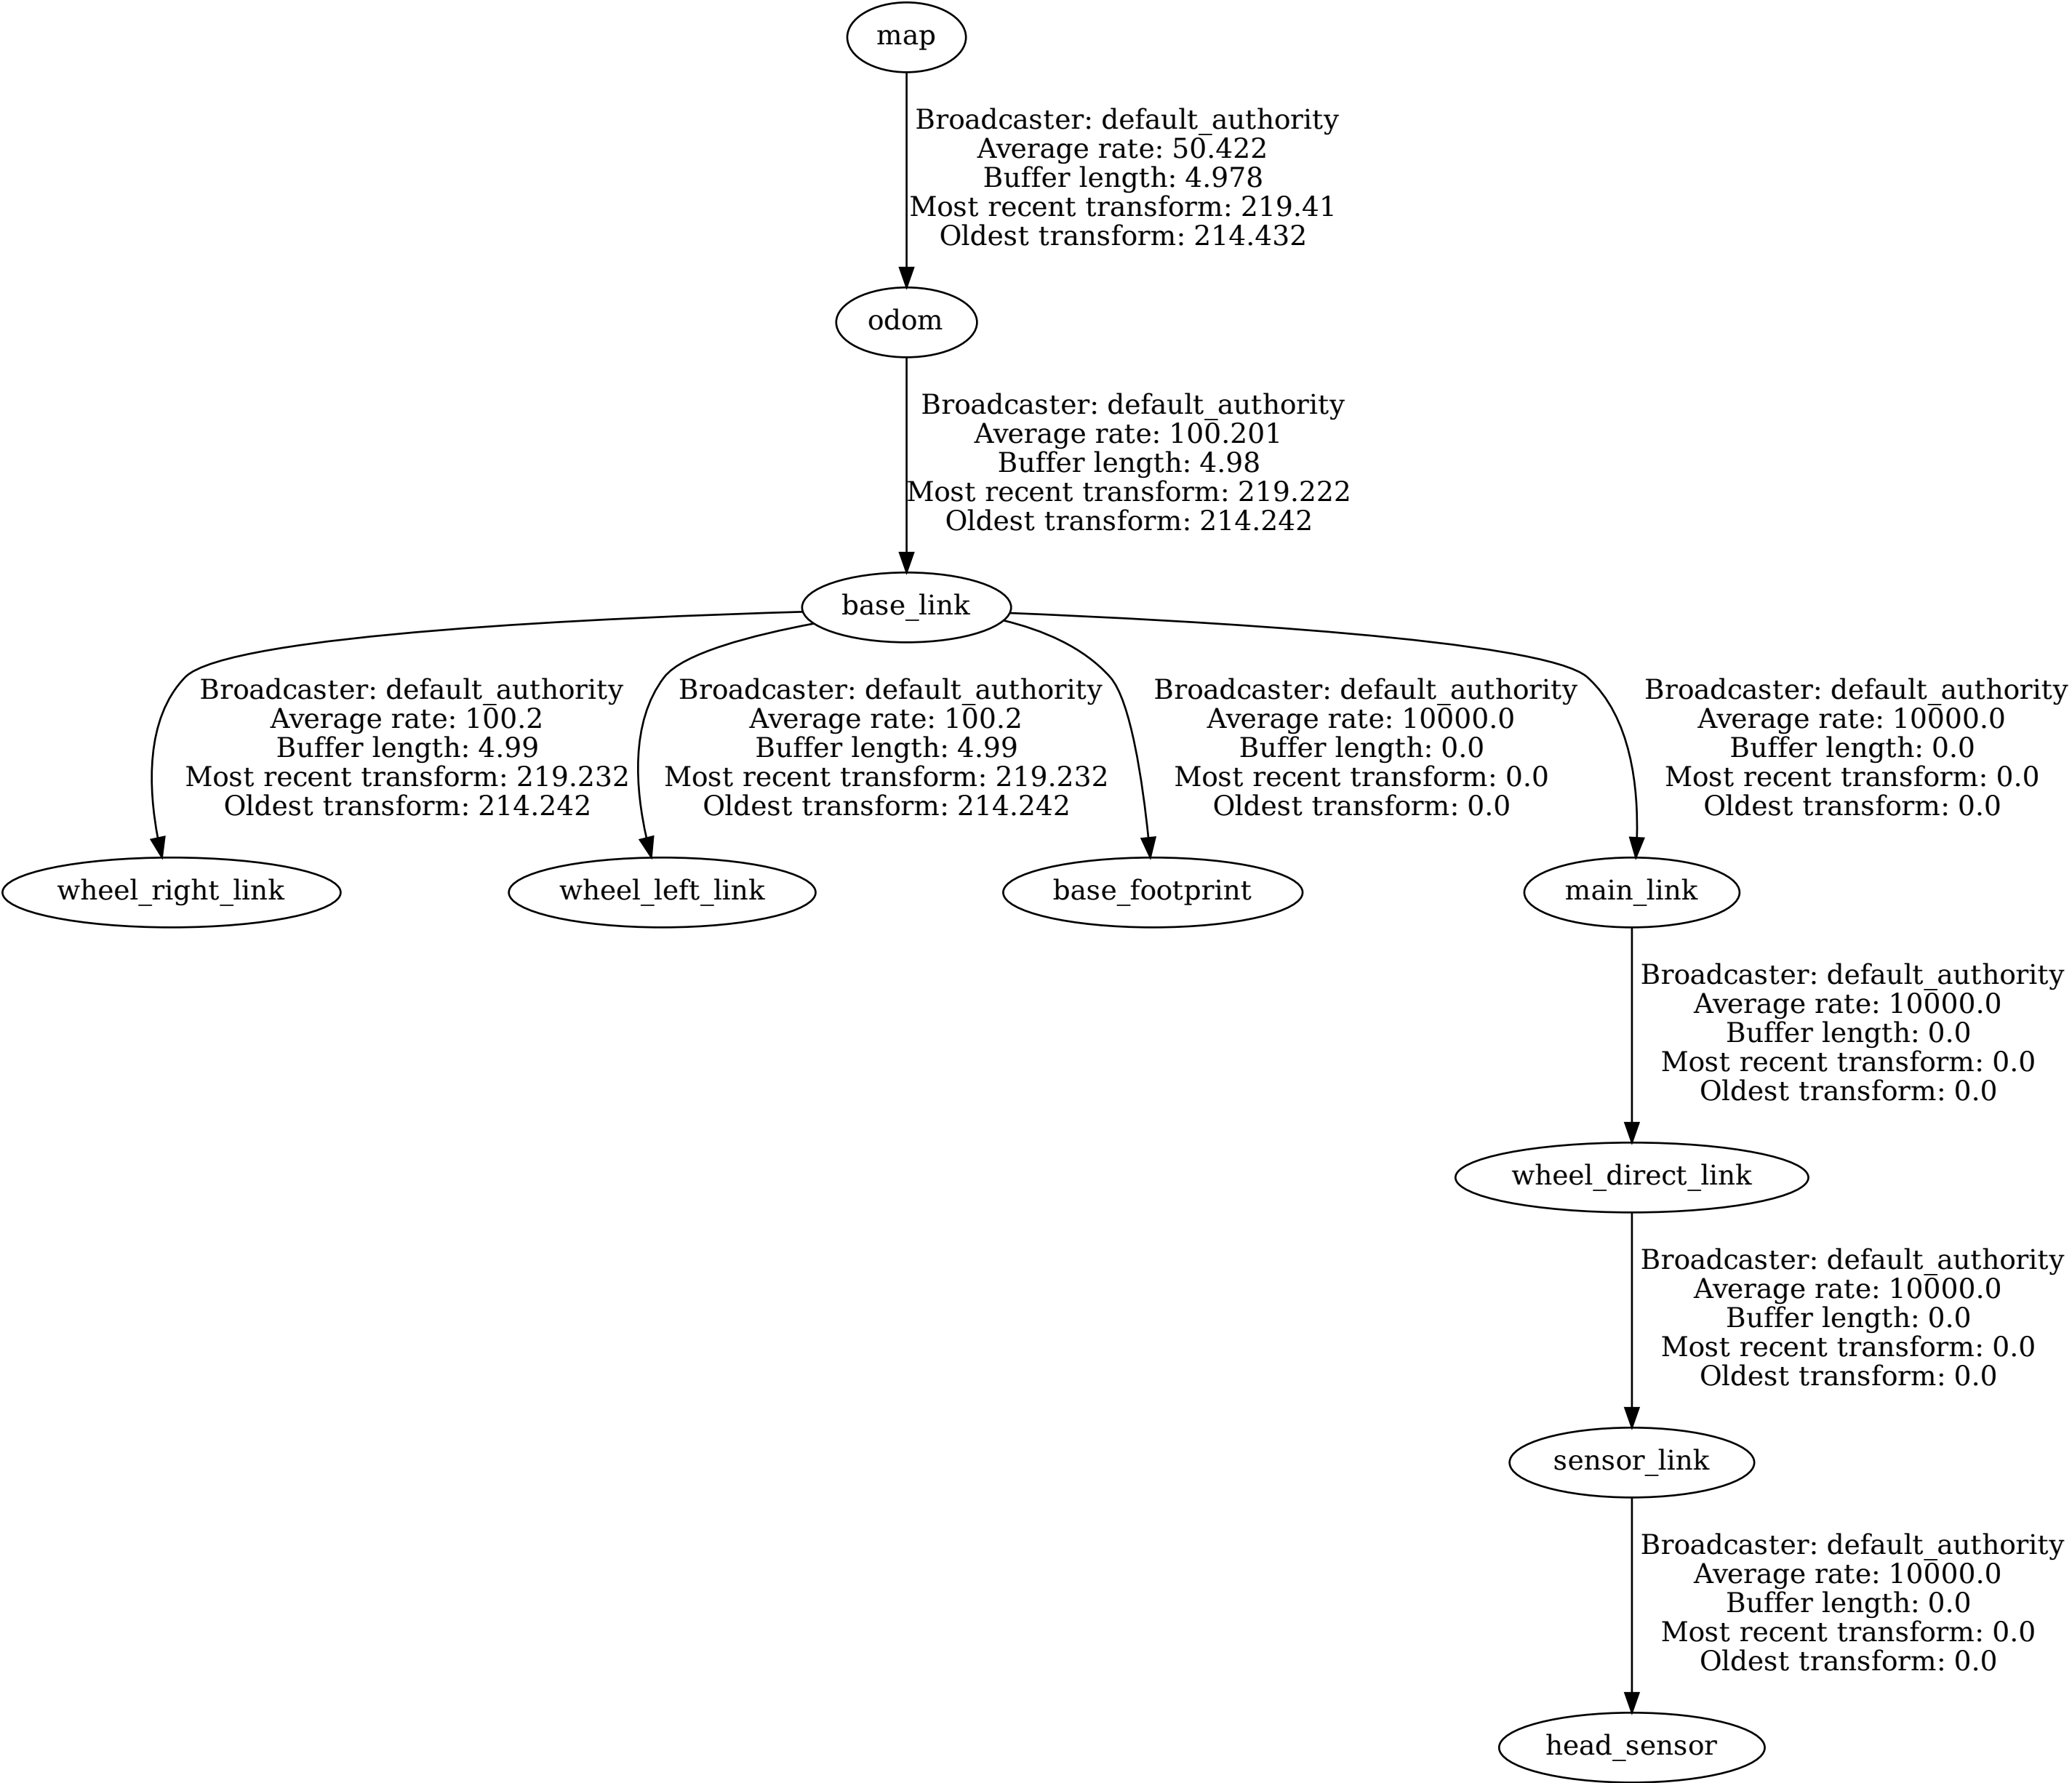 map
Broadcaster: default_authority
Average rate: 50.422
Buffer length: 4.978
Most recent transform: 219.41
Oldest transform: 214.432
odom
Broadcaster: default_authority
Average rate: 100.201
Buffer length: 4.98
Most recent transform: 219.222
Oldest transform: 214.242
base_link
Broadcaster: default_authority
Average rate: 100.2
Buffer length: 4.99
Most recent transform: 219.232
Oldest transform: 214.242
Broadcaster: default_authority
Average rate: 100.2
Buffer length: 4.99
Most recent transform: 219.232
Oldest transform: 214.242
Broadcaster: default_authority
Average rate: 10000.0
Buffer length: 0.0
Most recent transform: 0.0
Oldest transform: 0.0
Broadcaster: default_authority
Average rate: 10000.0
Buffer length: 0.0
Most recent transform: 0.0
Oldest transform: 0.0
wheel_right_link
wheel_left_link
base_footprint
main_link
Broadcaster: default_authority
Average rate: 10000.0
Buffer length: 0.0
Most recent transform: 0.0
Oldest transform: 0.0
wheel_direct_link
Broadcaster: default_authority
Average rate: 10000.0
Buffer length: 0.0
Most recent transform: 0.0
Oldest transform: 0.0
sensor_link
Broadcaster: default_authority
Average rate: 10000.0
Buffer length: 0.0
Most recent transform: 0.0
Oldest transform: 0.0
head_sensor